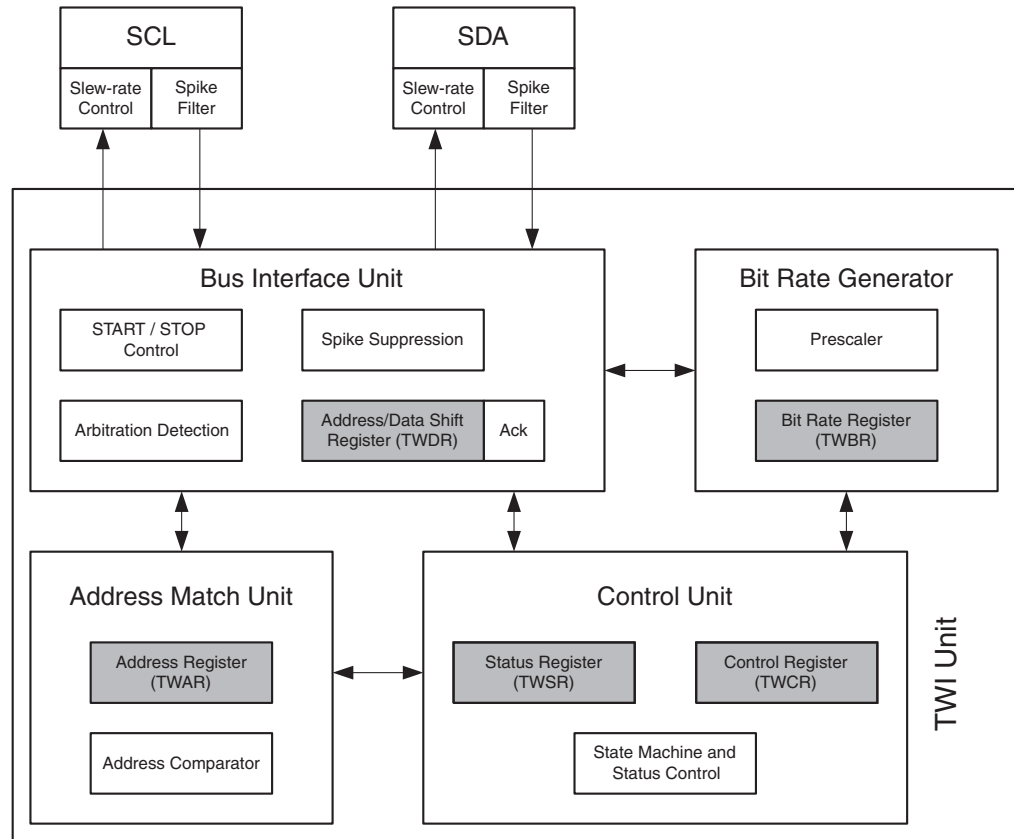 SCL
Slew-rate
Control
Spike
Filter
SDA
Slew-rate
Control
Spike
Filter
Bus Interface Unit
START / STOP
Control
Spike Suppression
Arbitration Detection
Address/Data Shift
Register (TWDR)
Ack
Bit Rate Generator
Prescaler
Bit Rate Register
(TWBR)
Address Match Unit
Address Register
(TWAR)
Address Comparator
Control Unit
Status Register
(TWSR)
Control Register
(TWCR)
State Machine and
Status Control
TWI Unit